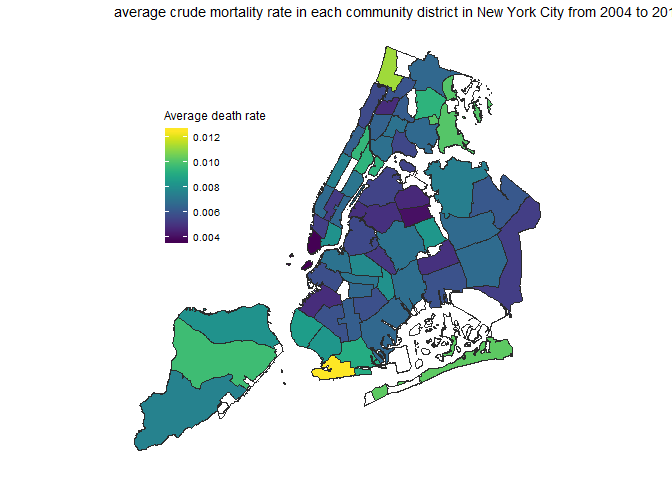 average crude mortality rate in each community district in New York City from 2004 to 201
Average death rate
0.012
0.010
0.008
0.006
0.004